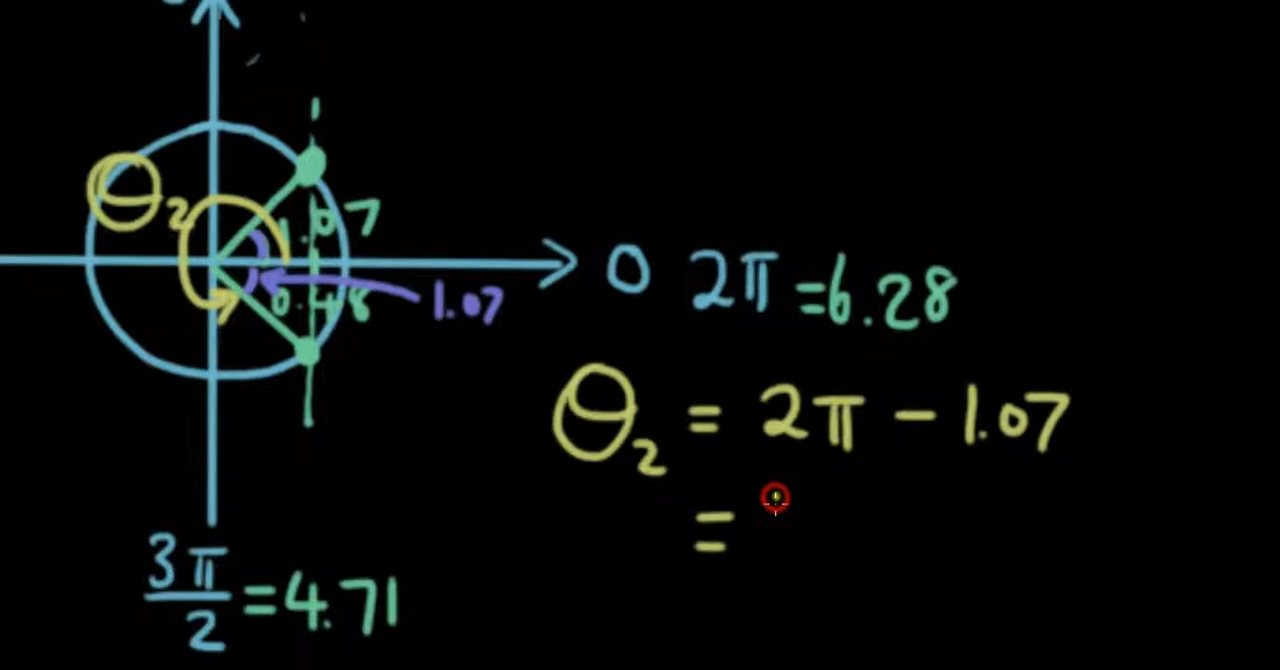 θ₂
1.07
0.48
1.07
0 2π =6.28
θ₂ = 2π − 1.07
=
3π/2 =4.71